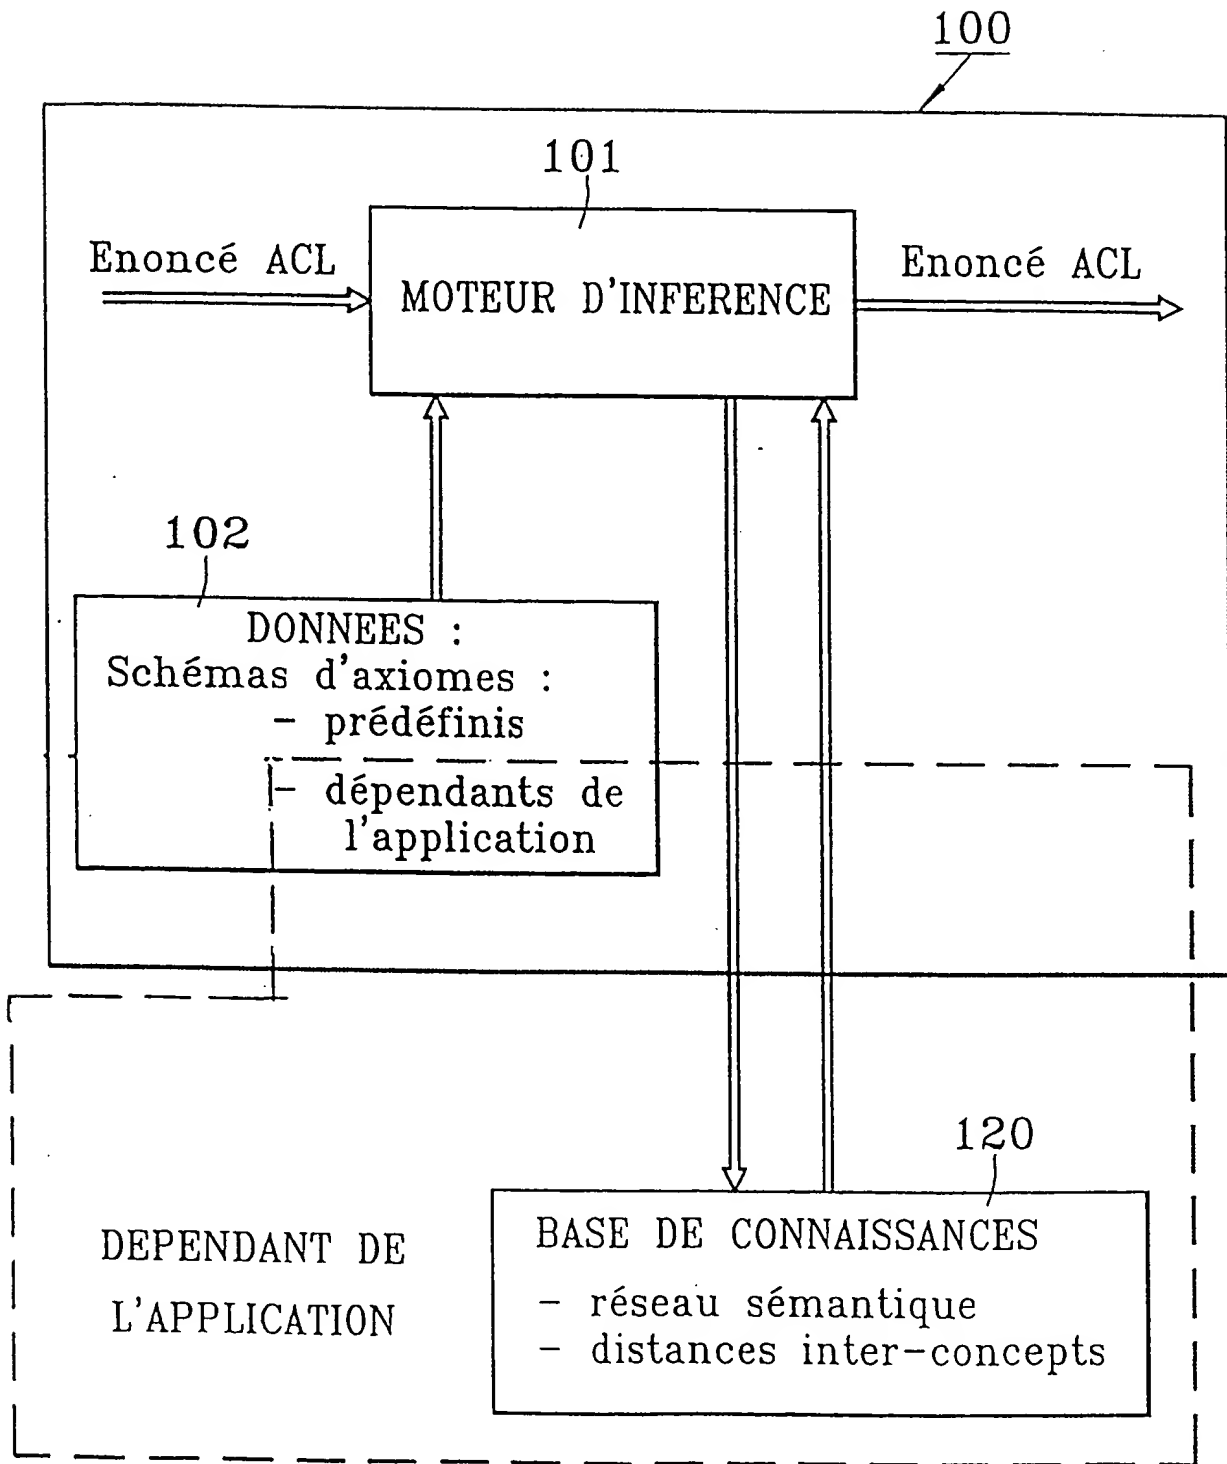 100
101
Enoncé ACL
MOTEUR D'INFERENCE
Enoncé ACL
102
DONNEES :
Schémas d'axiomes :
- prédéfinis
- dépendants de
l'application
120
DEPENDANT DE
L'APPLICATION
BASE DE CONNAISSANCES
- réseau sémantique
- distances inter-concepts